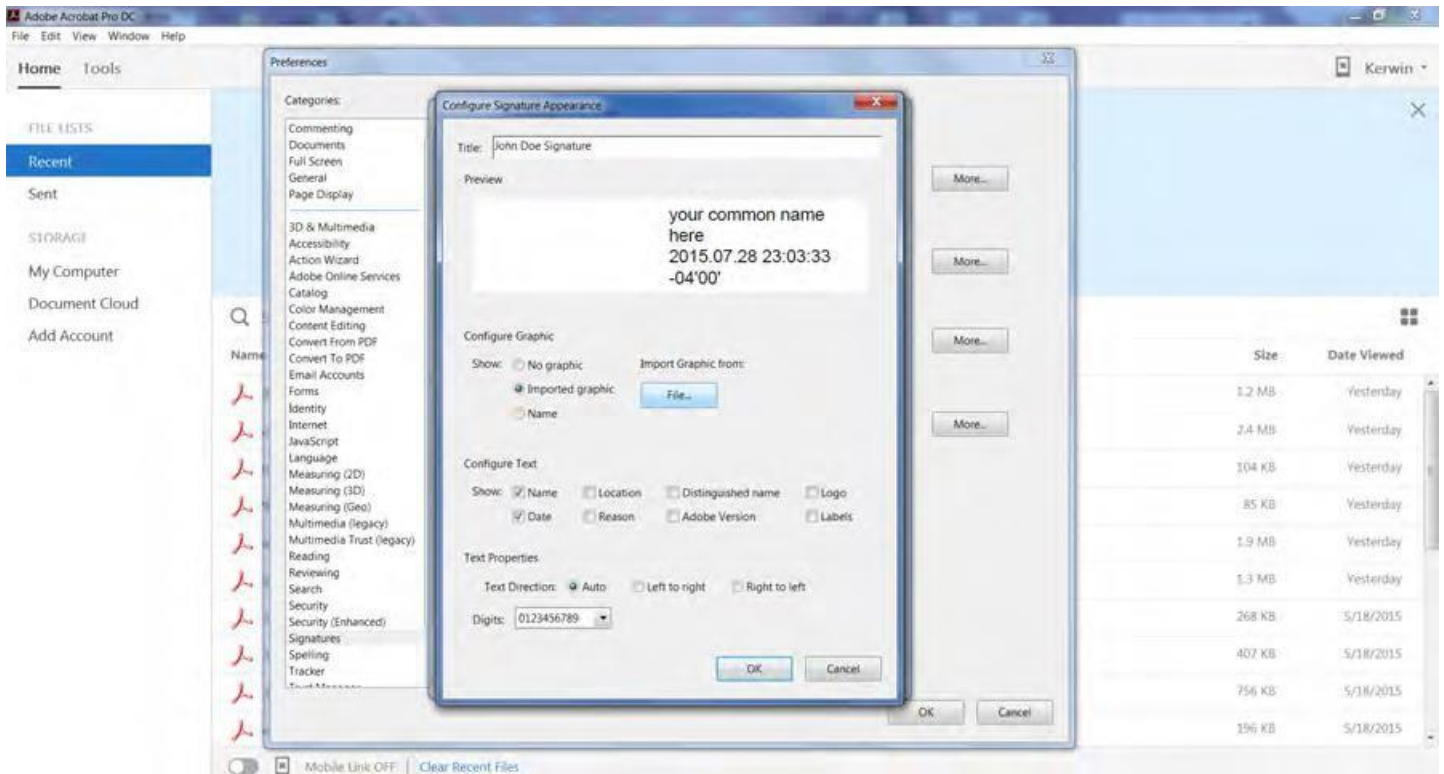 Adobe Acrobat Pro DC
File Edit View Window Help
Home Tools
Kerwin
FILE LISTS
Recent
Sent
STORAGE
My Computer
Document Cloud
Add Account
Preferences
Categories:
Commenting
Documents
Full Screen
General
Page Display
3D & Multimedia
Accessibility
Action Wizard
Adobe Online Services
Catalog
Color Management
Content Editing
Convert From PDF
Convert To PDF
Email Accounts
Forms
Identity
Internet
JavaScript
Language
Measuring (2D)
Measuring (3D)
Measuring (Geo)
Multimedia (legacy)
Multimedia Trust (legacy)
Reading
Reviewing
Search
Security
Security (Enhanced)
Signatures
Spelling
Tracker
Configure Signature Appearance
Title: John Doe Signature
Preview
your common name
here
2015.07.28 23:03:33
-04'00'
Configure Graphic
Show: No graphic Import Graphic from:
Imported graphic File...
Name
Configure Text
Show: Name Location Distinguished name Logo
Date Reason Adobe Version Labels
Text Properties
Text Direction: Auto Left to right Right to left
Digits: 0123456789
OK Cancel
More...
More...
More...
More...
OK Cancel
Name Size Date Viewed
1.2 MB Yesterday
2.4 MB Yesterday
104 KB Yesterday
85 KB Yesterday
1.9 MB Yesterday
1.3 MB Yesterday
268 KB 5/18/2015
407 KB 5/18/2015
756 KB 5/18/2015
196 KB 5/18/2015
Mobile Link OFF | Clear Recent Files